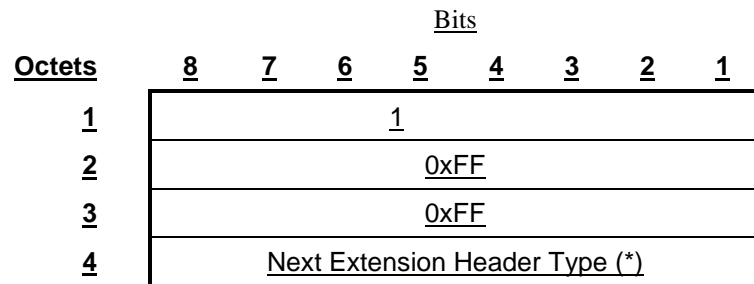 Bits
Octets 8 7 6 5 4 3 2 1
1 1
2 0xFF
3 0xFF
4 Next Extension Header Type (*)